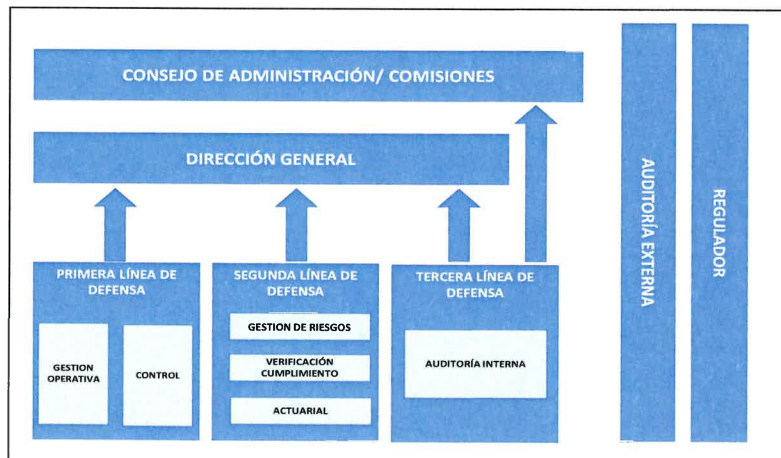 CONSEJO DE ADMINISTRACIÓN/ COMISIONES
DIRECCIÓN GENERAL
PRIMERA LÍNEA DE
DEFENSA
GESTION
OPERATIVA
CONTROL
SEGUNDA LÍNEA DE
DEFENSA
GESTION DE RIESGOS
VERIFICACIÓN
CUMPLIMIENTO
ACTUARIAL
TERCERA LÍNEA DE
DEFENSA
AUDITORÍA INTERNA
AUDITORÍA EXTERNA
REGULADOR